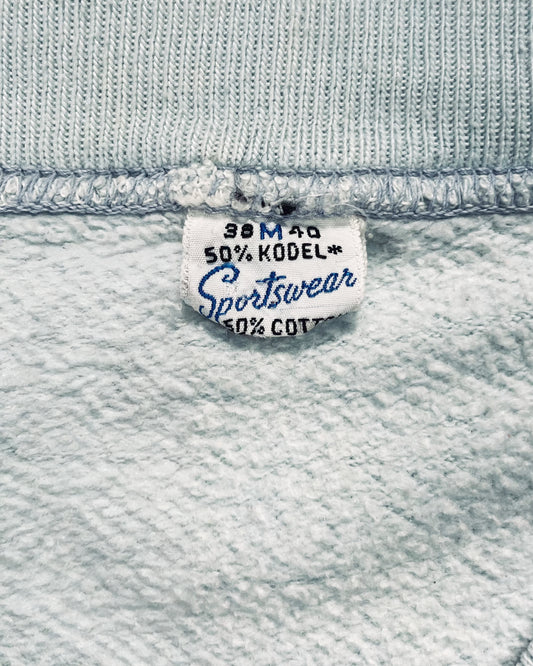 38 M 40
50% KODEL*
Sportswear
50% COTTO